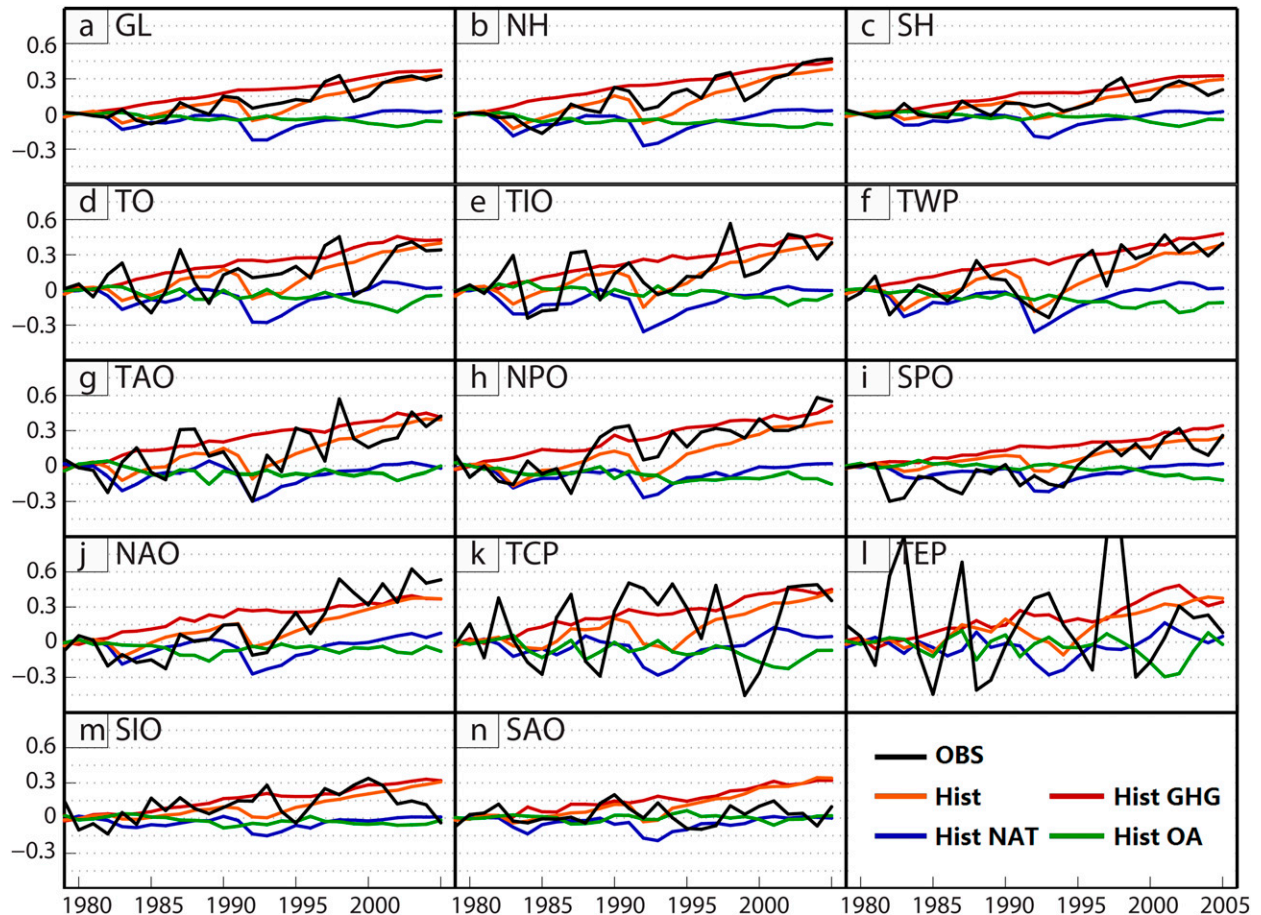 a GL
b NH
c SH
0.6
0.3
0
−0.3
d TO
e TIO
f TWP
0.6
0.3
0
−0.3
g TAO
h NPO
i SPO
0.6
0.3
0
−0.3
j NAO
k TCP
l TEP
0.6
0.3
0
−0.3
m SIO
n SAO
0.6
0.3
0
−0.3
OBS
Hist
Hist GHG
Hist NAT
Hist OA
1980 1985 1990 1995 2000
1980 1985 1990 1995 2000
1980 1985 1990 1995 2000 2005